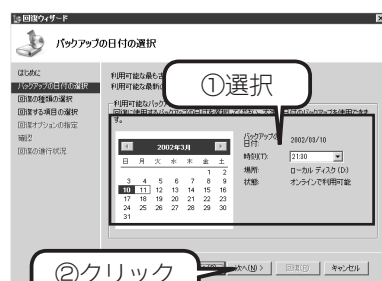 回復ウィザード
バックアップの日付の選択
はじめに
バックアップの日付の選択
回復の種類の選択
回復する項目の選択
回復オプションの指定
確認
回復の進行状況
利用可能な最も古
利用可能な最新の
①選択
利用可能なバック
す。
2002年3月
日 月 火 水 木 金 土
1 2
3 4 5 6 7 8 9
10 11 12 13 14 15 16
17 18 19 20 21 22 23
24 25 26 27 28 29 30
31
バックアップの日付: 2002/03/10
時刻(T): 21:00
場所: ローカル ディスク (D:)
状態: オンラインで利用可能
②クリック
次へ(N) >
回復(R)
キャンセル